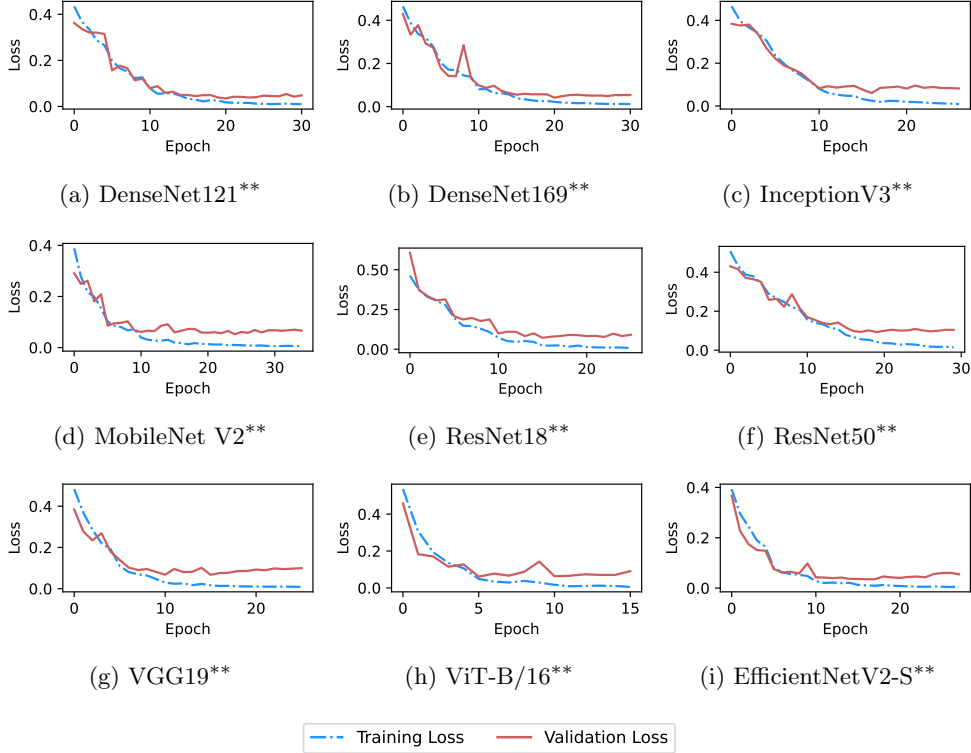 0.4
0.2
0.0
Loss
0 10 20 30
Epoch
(a) DenseNet121**
0.4
0.2
0.0
Loss
0 10 20 30
Epoch
(b) DenseNet169**
0.4
0.2
0.0
Loss
0 10 20
Epoch
(c) InceptionV3**
0.4
0.2
0.0
Loss
0 10 20 30
Epoch
(d) MobileNet V2**
0.50
0.25
0.00
Loss
0 10 20
Epoch
(e) ResNet18**
0.4
0.2
0.0
Loss
0 10 20 30
Epoch
(f) ResNet50**
0.4
0.2
0.0
Loss
0 10 20
Epoch
(g) VGG19**
0.4
0.2
0.0
Loss
0 5 10 15
Epoch
(h) ViT-B/16**
0.4
0.2
0.0
Loss
0 10 20
Epoch
(i) EfficientNetV2-S**
Training Loss Validation Loss